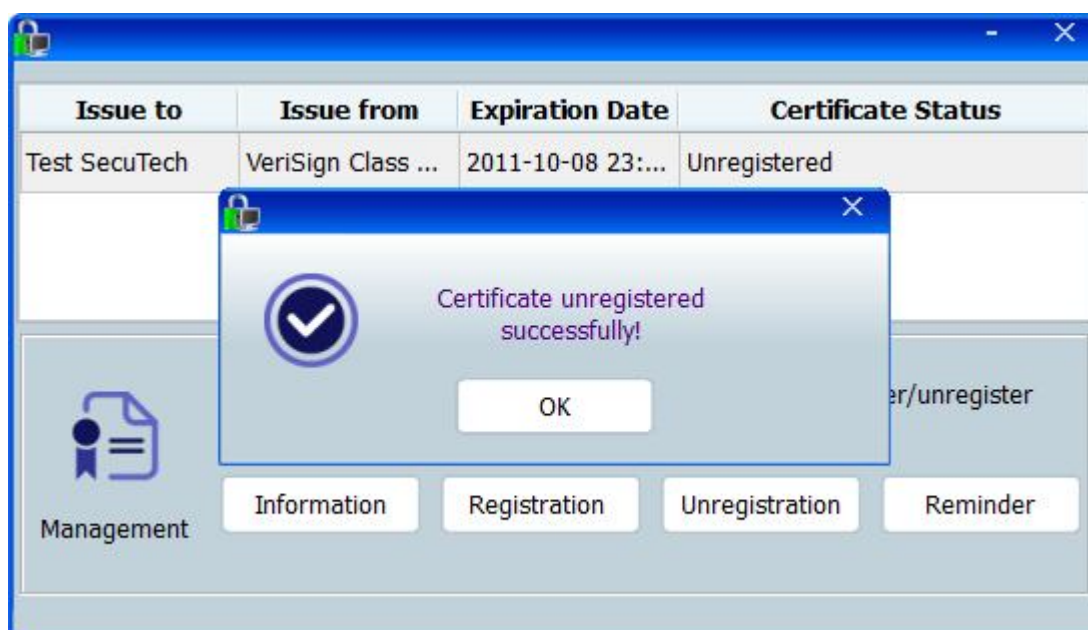 Issue to Issue from Expiration Date Certificate Status
Test SecuTech VeriSign Class ... 2011-10-08 23:... Unregistered
Certificate unregistered
successfully!
OK
er/unregister
Management
Information Registration Unregistration Reminder